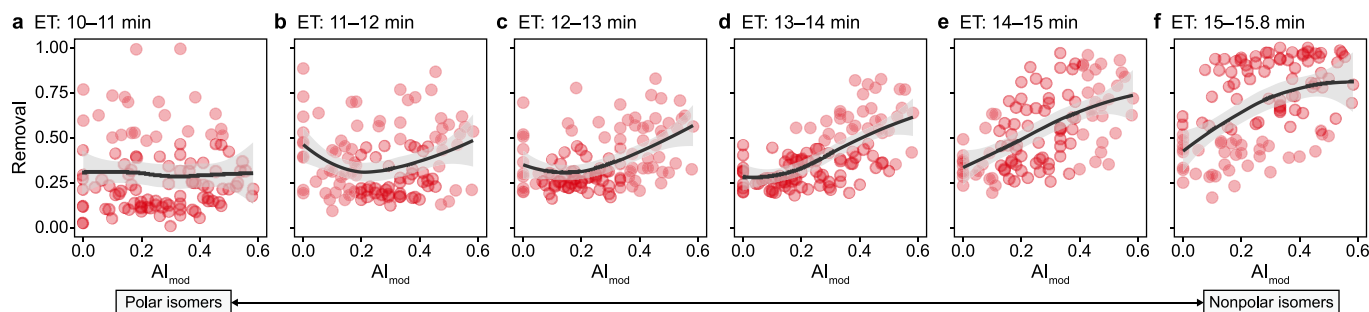 a ET: 10–11 min
b ET: 11–12 min
c ET: 12–13 min
d ET: 13–14 min
e ET: 14–15 min
f ET: 15–15.8 min
Removal
1.00
0.75
0.50
0.25
0.00
0.0 0.2 0.4 0.6
0.0 0.2 0.4 0.6
0.0 0.2 0.4 0.6
0.0 0.2 0.4 0.6
0.0 0.2 0.4 0.6
0.0 0.2 0.4 0.6
AImod
AImod
AImod
AImod
AImod
AImod
Polar isomers
Nonpolar isomers